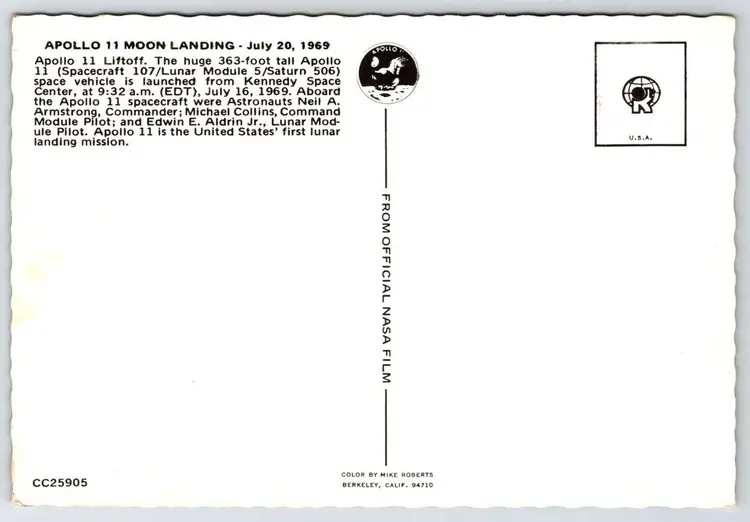 APOLLO 11 MOON LANDING - July 20, 1969
Apollo 11 Liftoff. The huge 363-foot tall Apollo
11 (Spacecraft 107/Lunar Module 5/Saturn 506)
space vehicle is launched from Kennedy Space
Center, at 9:32 a.m. (EDT), July 16, 1969. Aboard
the Apollo 11 spacecraft were Astronauts Neil A.
Armstrong, Commander; Michael Collins, Command
Module Pilot; and Edwin E. Aldrin Jr., Lunar Mod-
ule Pilot. Apollo 11 is the United States' first lunar
landing mission.
APOLLO 11
FROM OFFICIAL NASA FILM
R
U.S.A.
CC25905
COLOR BY MIKE ROBERTS
BERKELEY, CALIF. 94710